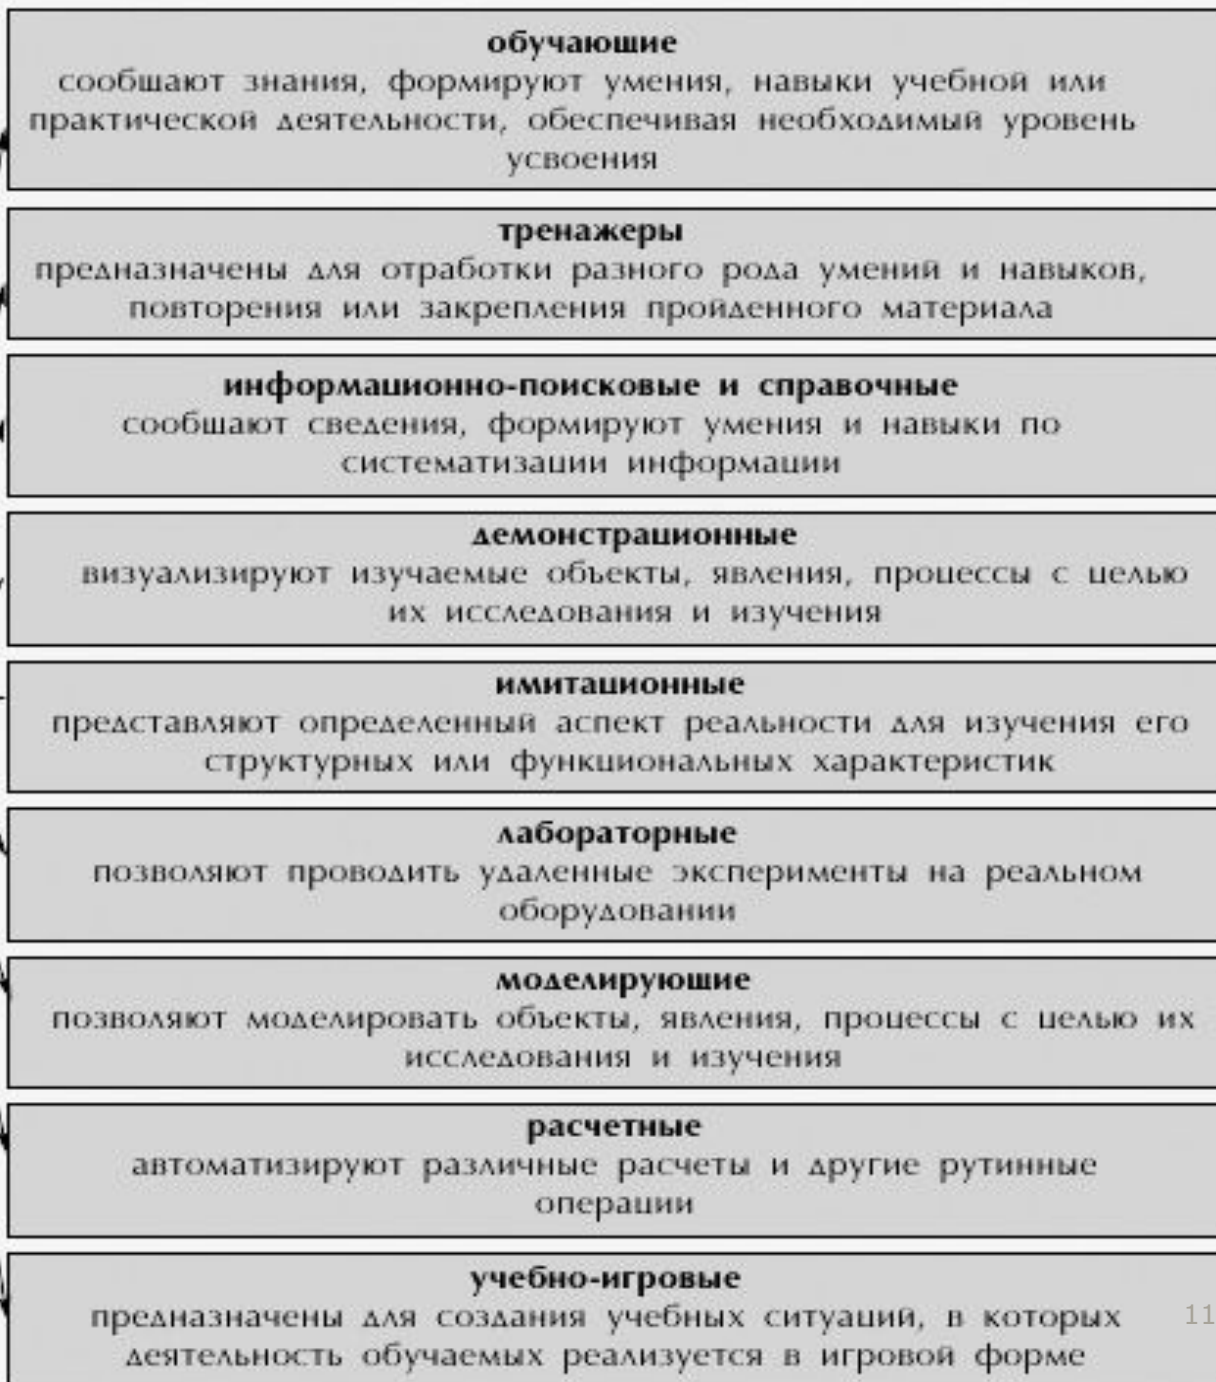 обучающие
сообщают знания, формируют умения, навыки учебной или
практической деятельности, обеспечивая необходимый уровень
усвоения
тренажеры
предназначены для отработки разного рода умений и навыков,
повторения или закрепления пройденного материала
информационно-поисковые и справочные
сообщают сведения, формируют умения и навыки по
систематизации информации
демонстрационные
визуализируют изучаемые объекты, явления, процессы с целью
их исследования и изучения
имитационные
представляют определенный аспект реальности для изучения его
структурных или функциональных характеристик
лабораторные
позволяют проводить удаленные эксперименты на реальном
оборудовании
моделирующие
позволяют моделировать объекты, явления, процессы с целью их
исследования и изучения
расчетные
автоматизируют различные расчеты и другие рутинные
операции
учебно-игровые
предназначены для создания учебных ситуаций, в которых
деятельность обучаемых реализуется в игровой форме
11